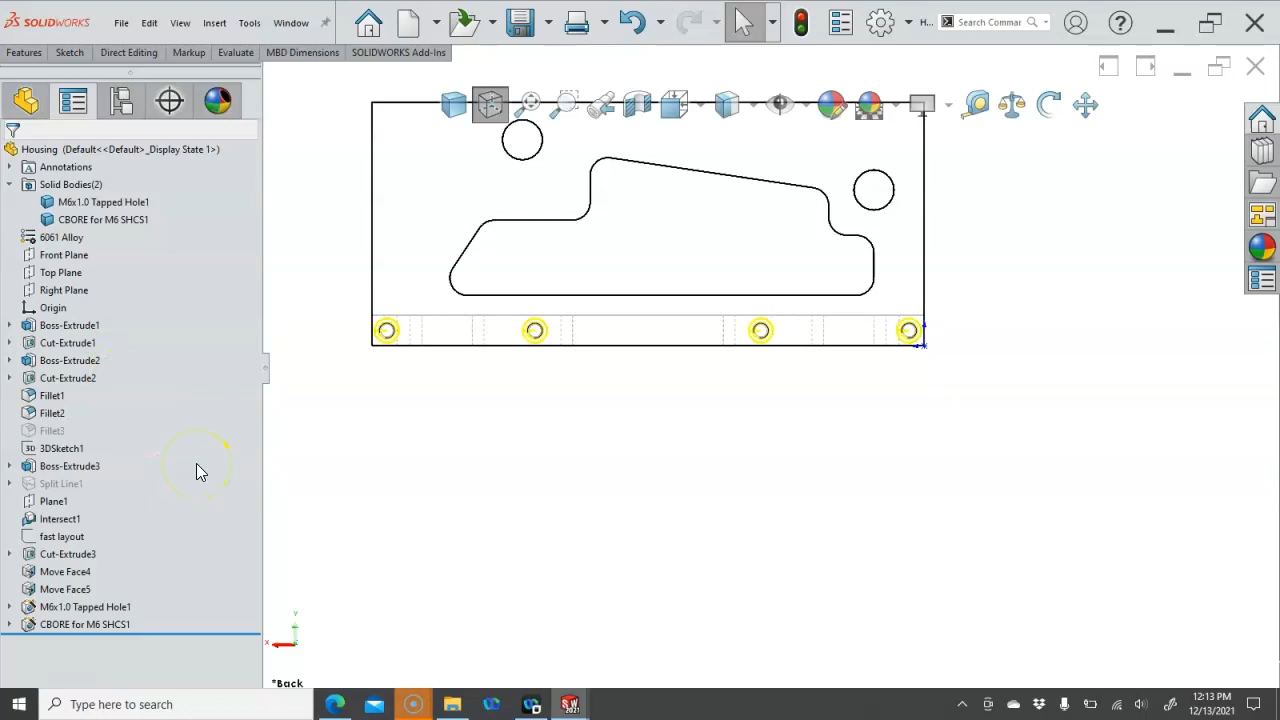 SOLIDWORKS File Edit View Insert Tools Window H... Search Commar
Features Sketch Direct Editing Markup Evaluate MBD Dimensions SOLIDWORKS Add-Ins
Housing (Default<<Default>_Display State 1>)
Annotations
Solid Bodies(2)
M6x1.0 Tapped Hole1
CBORE for M6 SHCS1
6061 Alloy
Front Plane
Top Plane
Right Plane
Origin
Boss-Extrude1
Cut-Extrude1
Boss-Extrude2
Cut-Extrude2
Fillet1
Fillet2
Fillet3
3D 3DSketch1
Boss-Extrude3
Split Line1
Plane1
Intersect1
fast layout
Cut-Extrude3
Move Face4
Move Face5
M6x1.0 Tapped Hole1
CBORE for M6 SHCS1
Y
X
*Back
Type here to search
SW
2021
12:13 PM
12/13/2021